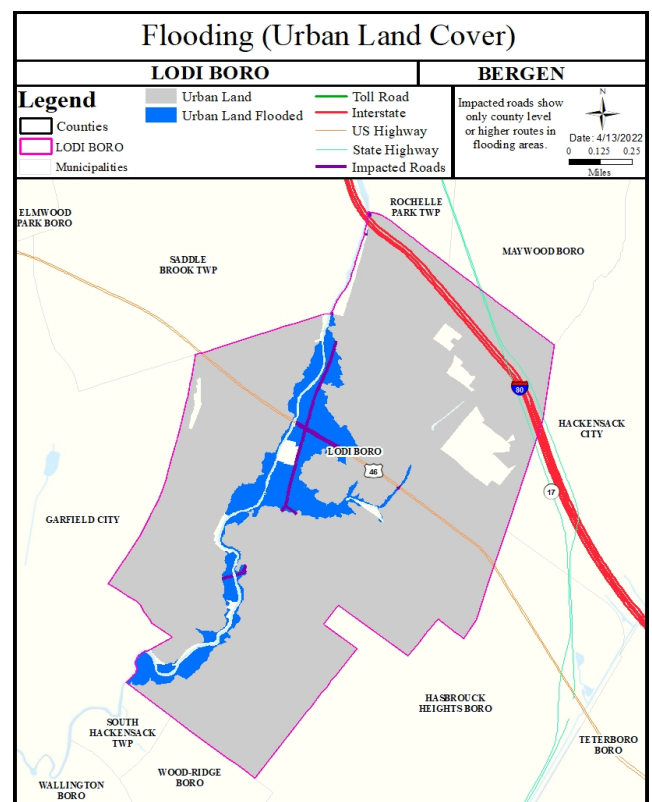 Flooding (Urban Land Cover)
LODI BORO
BERGEN
Legend
Counties
LODI BORO
Municipalities
Urban Land
Urban Land Flooded
Toll Road
Interstate
US Highway
State Highway
Impacted Roads
Impacted roads show
only county level
or higher routes in
flooding areas.
N
Date: 4/13/2022
0 0.125 0.25
Miles
ELMWOOD
PARK BORO
ROCHELLE
PARK TWP
SADDLE
BROOK TWP
MAYWOOD BORO
80
HACKENSACK
CITY
LODI BORO
46
17
GARFIELD CITY
HASBROUCK
HEIGHTS BORO
SOUTH
HACKENSACK
TWP
TETERBORO
BORO
WOOD-RIDGE
BORO
WALLINGTON
BORO